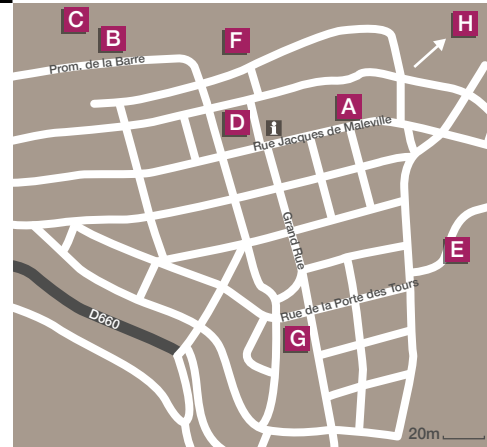 C
B
F
H
Prom. de la Barre
A
D
i
Rue Jacques de Maleville
Grand Rue
E
Rue de la Porte des Tours
D660
G
20m